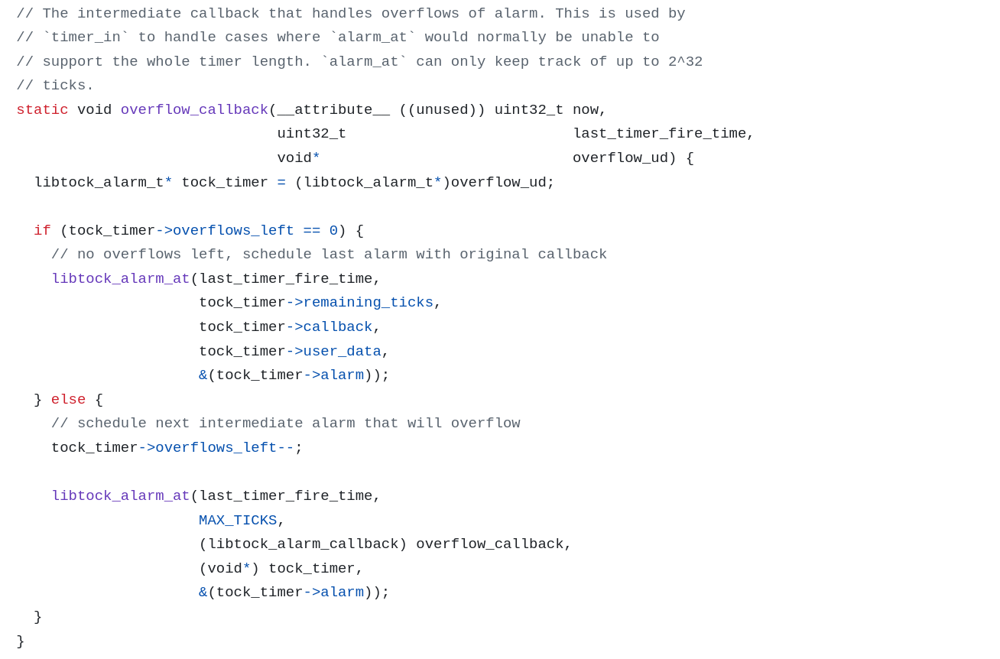 // The intermediate callback that handles overflows of alarm. This is used by
// `timer_in` to handle cases where `alarm_at` would normally be unable to
// support the whole timer length. `alarm_at` can only keep track of up to 2^32
// ticks.
static void overflow_callback(__attribute__ ((unused)) uint32_t now,
                              uint32_t                          last_timer_fire_time,
                              void*                             overflow_ud) {
  libtock_alarm_t* tock_timer = (libtock_alarm_t*)overflow_ud;

  if (tock_timer->overflows_left == 0) {
    // no overflows left, schedule last alarm with original callback
    libtock_alarm_at(last_timer_fire_time,
                     tock_timer->remaining_ticks,
                     tock_timer->callback,
                     tock_timer->user_data,
                     &(tock_timer->alarm));
  } else {
    // schedule next intermediate alarm that will overflow
    tock_timer->overflows_left--;

    libtock_alarm_at(last_timer_fire_time,
                     MAX_TICKS,
                     (libtock_alarm_callback) overflow_callback,
                     (void*) tock_timer,
                     &(tock_timer->alarm));
  }
}